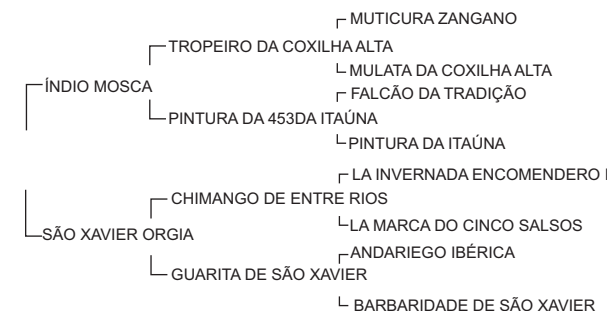 MUTICURA ZANGANO
TROPEIRO DA COXILHA ALTA
MULATA DA COXILHA ALTA
ÍNDIO MOSCA
FALCÃO DA TRADIÇÃO
PINTURA DA 453DA ITAÚNA
PINTURA DA ITAÚNA
LA INVERNADA ENCOMENDERO
CHIMANGO DE ENTRE RIOS
LA MARCA DO CINCO SALSOS
SÃO XAVIER ORGIA
ANDARIEGO IBÉRICA
GUARITA DE SÃO XAVIER
BARBARIDADE DE SÃO XAVIER